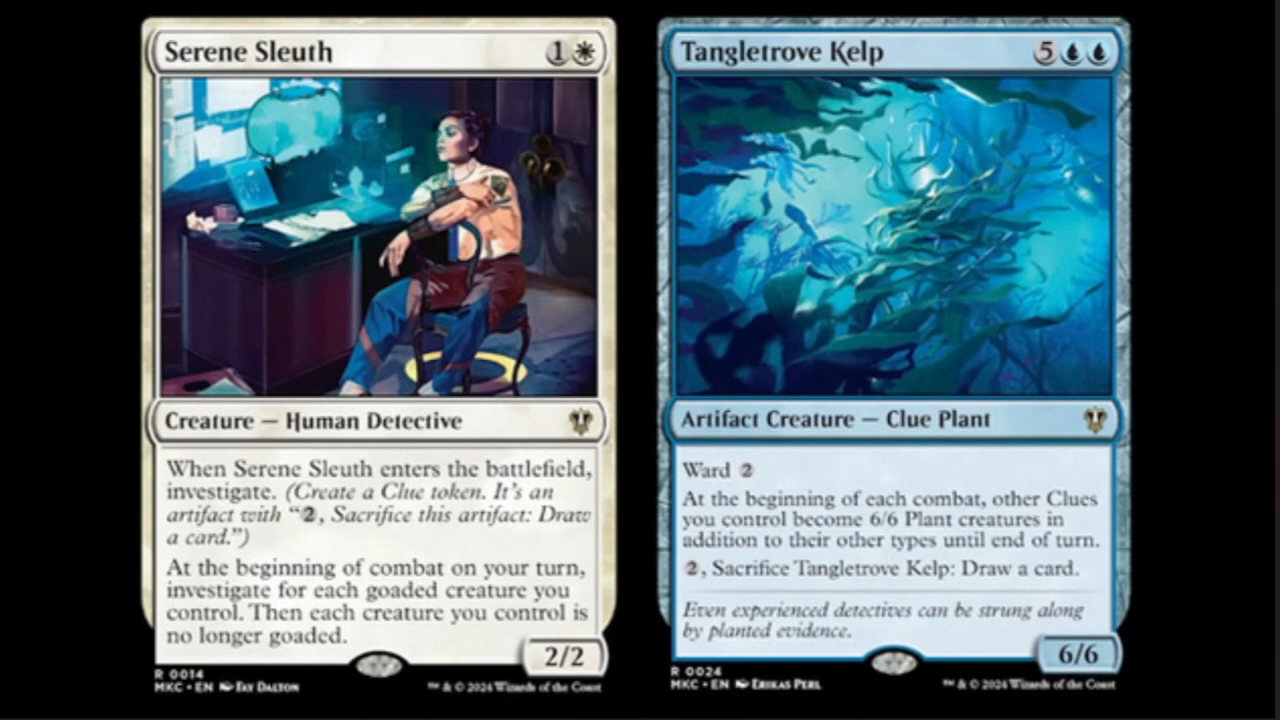 Serene Sleuth 1
Creature — Human Detective
When Serene Sleuth enters the battlefield,
investigate. (Create a Clue token. It's an
artifact with “2, Sacrifice this artifact: Draw
a card.”)
At the beginning of combat on your turn,
investigate for each goaded creature you
control. Then each creature you control is
no longer goaded.
2/2
R 0014
MKC • EN FAY DALTON
™ & © 2024 Wizards of the Coast
Tangletrove Kelp 5
Artifact Creature — Clue Plant
Ward 2
At the beginning of each combat, other Clues
you control become 6/6 Plant creatures in
addition to their other types until end of turn.
2, Sacrifice Tangletrove Kelp: Draw a card.
Even experienced detectives can be strung along
by planted evidence.
6/6
R 0024
MKC • EN ERIKAS PERL
™ & © 2024 Wizards of the Coast